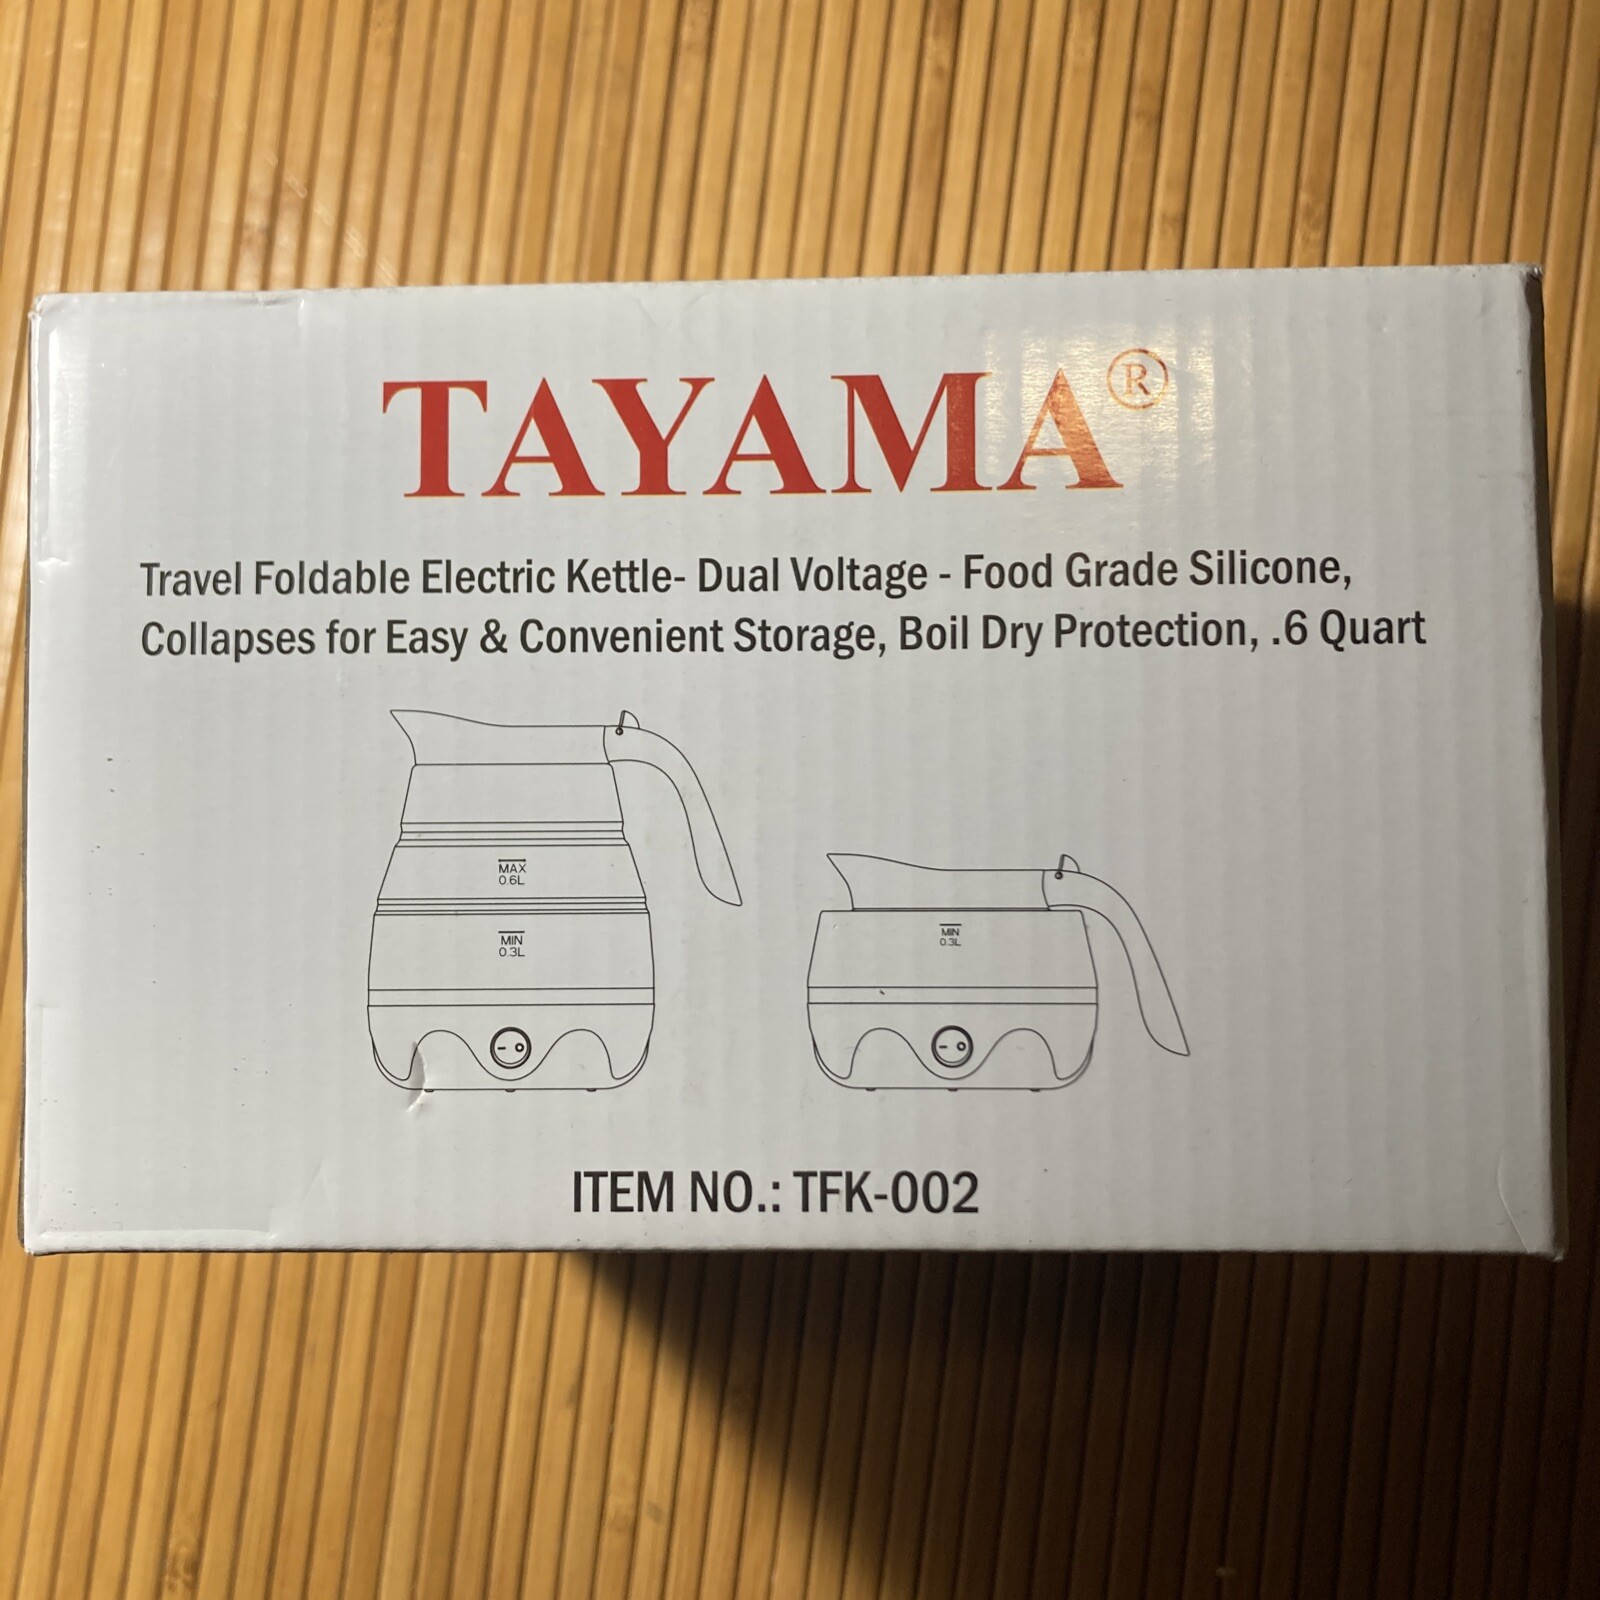 TAYAMA®
Travel Foldable Electric Kettle- Dual Voltage - Food Grade Silicone,
Collapses for Easy & Convenient Storage, Boil Dry Protection, .6 Quart
MAX
0.6L
MIN
0.3L
MIN
0.3L
ITEM NO.: TFK-002